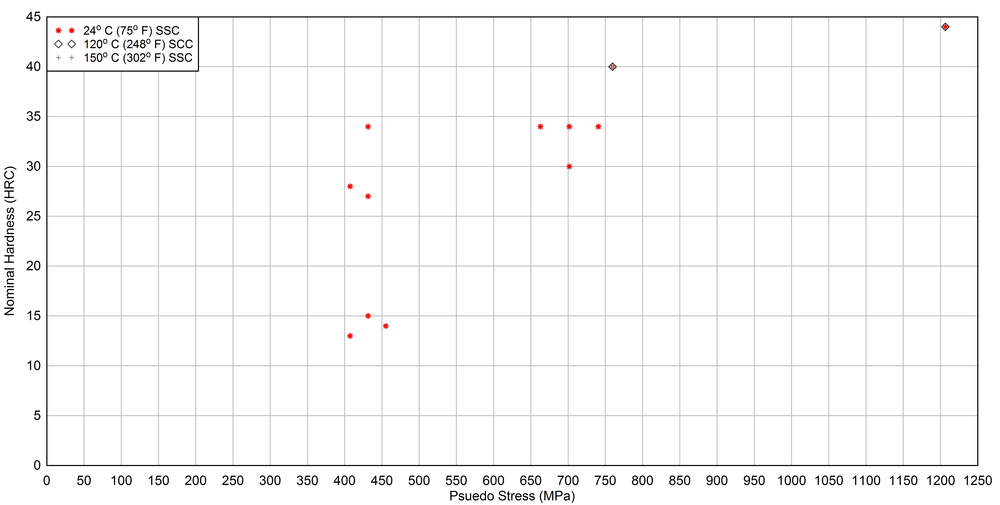 45
40
35
30
25
20
15
10
5
0
Nominal Hardness (HRC)
24o C (75o F) SSC
120o C (248o F) SCC
150o C (302o F) SSC
0 50 100 150 200 250 300 350 400 450 500 550 600 650 700 750 800 850 900 950 1000 1050 1100 1150 1200 1250
Psuedo Stress (MPa)